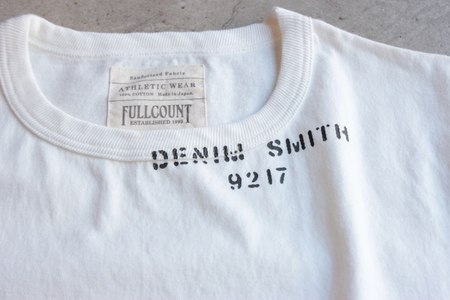 Sanforized Fabric
ATHLETIC WEAR
100% COTTON Made in Japan
FULLCOUNT
ESTABLISHED 1993
DENIM SMITH
9217